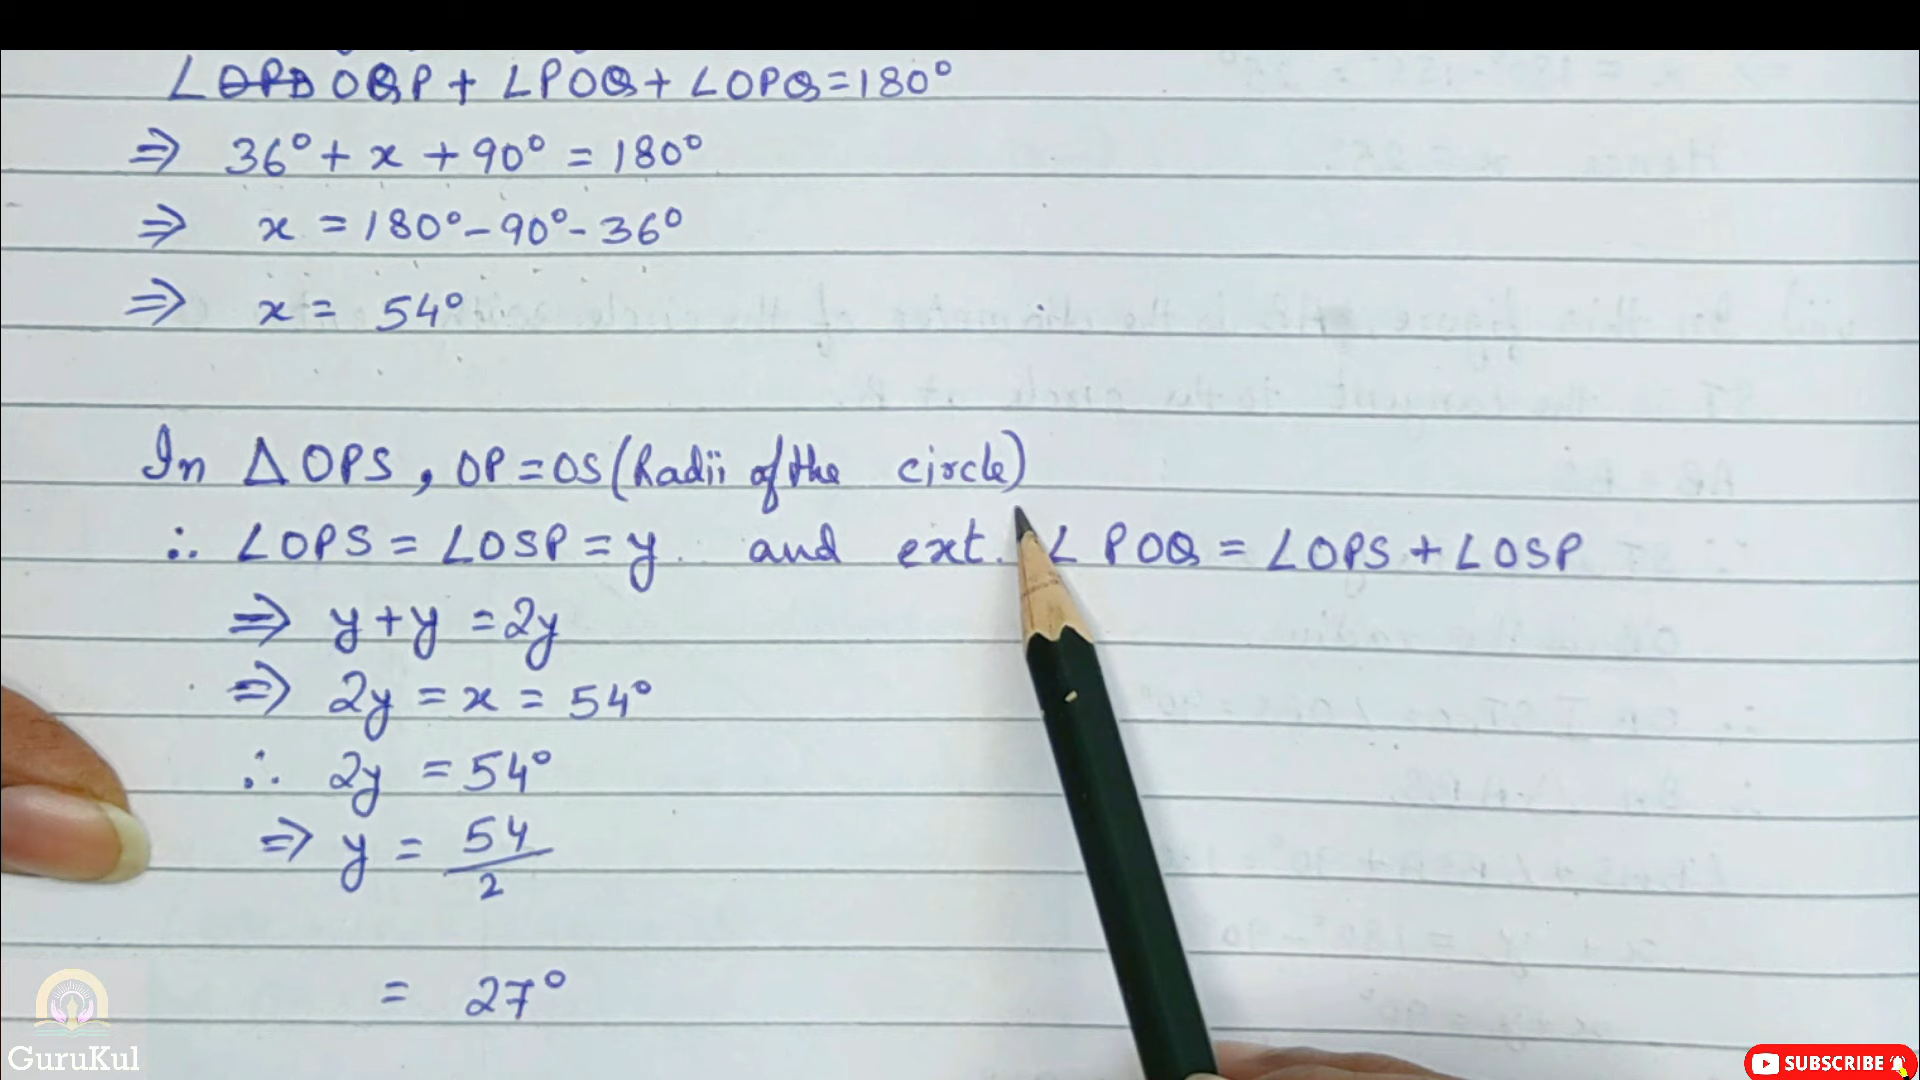 ∠OQP + ∠POQ + ∠OPQ = 180°
⇒ 36° + x + 90° = 180°
⇒ x = 180° - 90° - 36°
⇒ x = 54°
In △OPS, OP = OS (Radii of the circle)
∴ ∠OPS = ∠OSP = y and ext. ∠POQ = ∠OPS + ∠OSP
⇒ y + y = 2y
⇒ 2y = x = 54°
∴ 2y = 54°
⇒ y = 54/2
= 27°
GuruKul
SUBSCRIBE